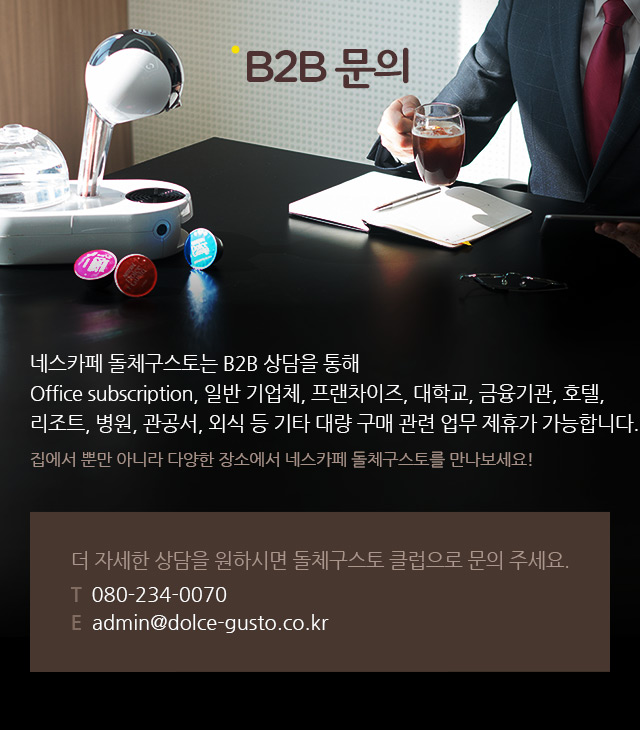 B2B 문의
네스카페 돌체구스토는 B2B 상담을 통해
Office subscription, 일반 기업체, 프랜차이즈, 대학교, 금융기관, 호텔,
리조트, 병원, 관공서, 외식 등 기타 대량 구매 관련 업무 제휴가 가능합니다.
집에서 뿐만 아니라 다양한 장소에서 네스카페 돌체구스토를 만나보세요!
더 자세한 상담을 원하시면 돌체구스토 클럽으로 문의 주세요.
T 080-234-0070
E admin@dolce-gusto.co.kr